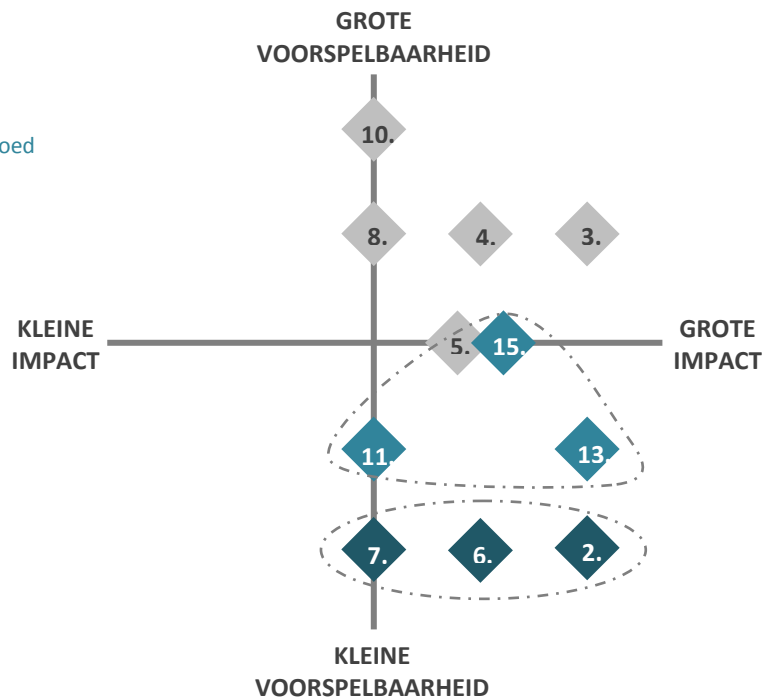 GROTE
VOORSPELBAARHEID
10.
oed
8.
4.
3.
KLEINE
IMPACT
5.
15.
GROTE
IMPACT
11.
13.
7.
6.
2.
KLEINE
VOORSPELBAARHEID